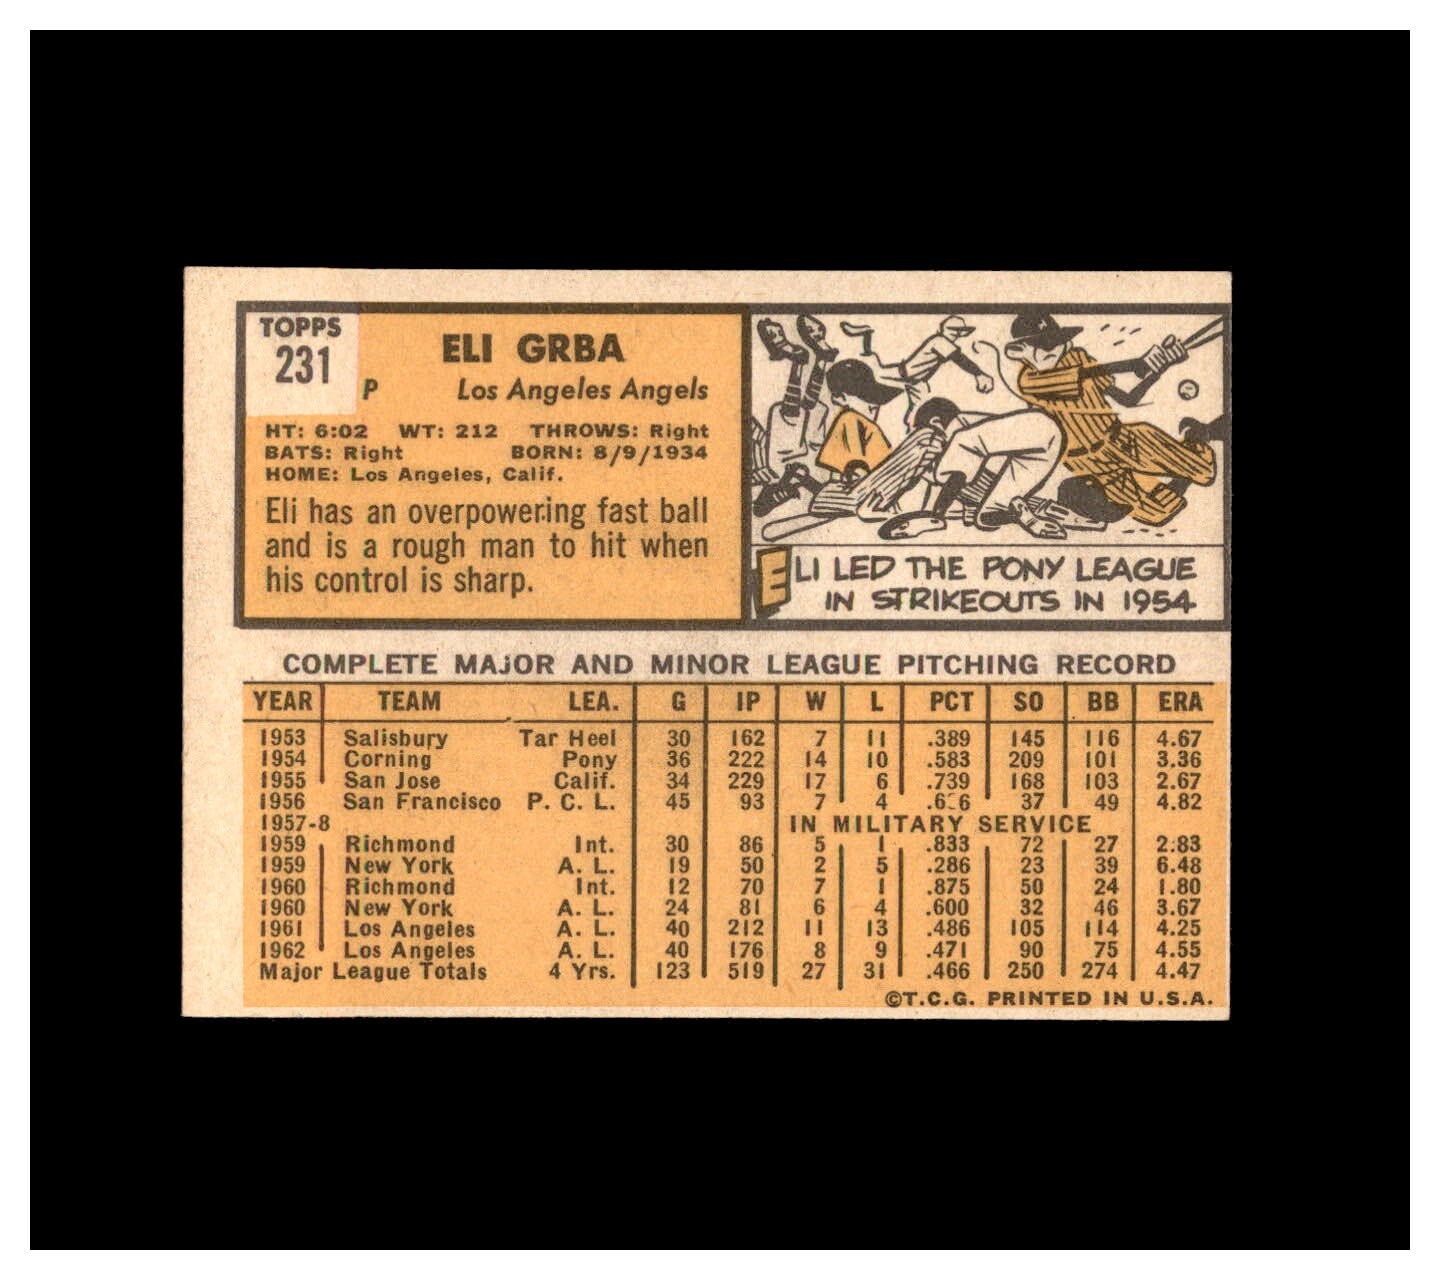 TOPPS
231
ELI GRBA
P Los Angeles Angels
HT: 6:02 WT: 212 THROWS: Right
BATS: Right BORN: 8/9/1934
HOME: Los Angeles, Calif.
Eli has an overpowering fast ball
and is a rough man to hit when
his control is sharp.
ELI LED THE PONY LEAGUE
IN STRIKEOUTS IN 1954
COMPLETE MAJOR AND MINOR LEAGUE PITCHING RECORD
YEAR TEAM LEA. G IP W L PCT SO BB ERA
1953 Salisbury Tar Heel 30 162 7 11 .389 145 116 4.67
1954 Corning Pony 36 222 14 10 .583 209 101 3.36
1955 San Jose Calif. 34 229 17 6 .739 168 103 2.67
1956 San Francisco P. C. L. 45 93 7 4 37 49 4.82
1957-8 IN MILITARY SERVICE
1959 Richmond Int. 30 86 5 1 .833 72 27 2.83
1959 New York A. L. 19 50 2 5 .286 23 39 6.48
1960 Richmond Int. 12 70 7 1 .875 50 24 1.80
1960 New York A. L. 24 81 6 4 .600 32 46 3.67
1961 Los Angeles A. L. 40 212 11 13 .486 105 114 4.25
1962 Los Angeles A. L. 40 176 8 9 .471 90 75 4.55
Major League Totals 4 Yrs. 123 519 27 31 .466 250 274 4.47
©T.C.G. PRINTED IN U.S.A.